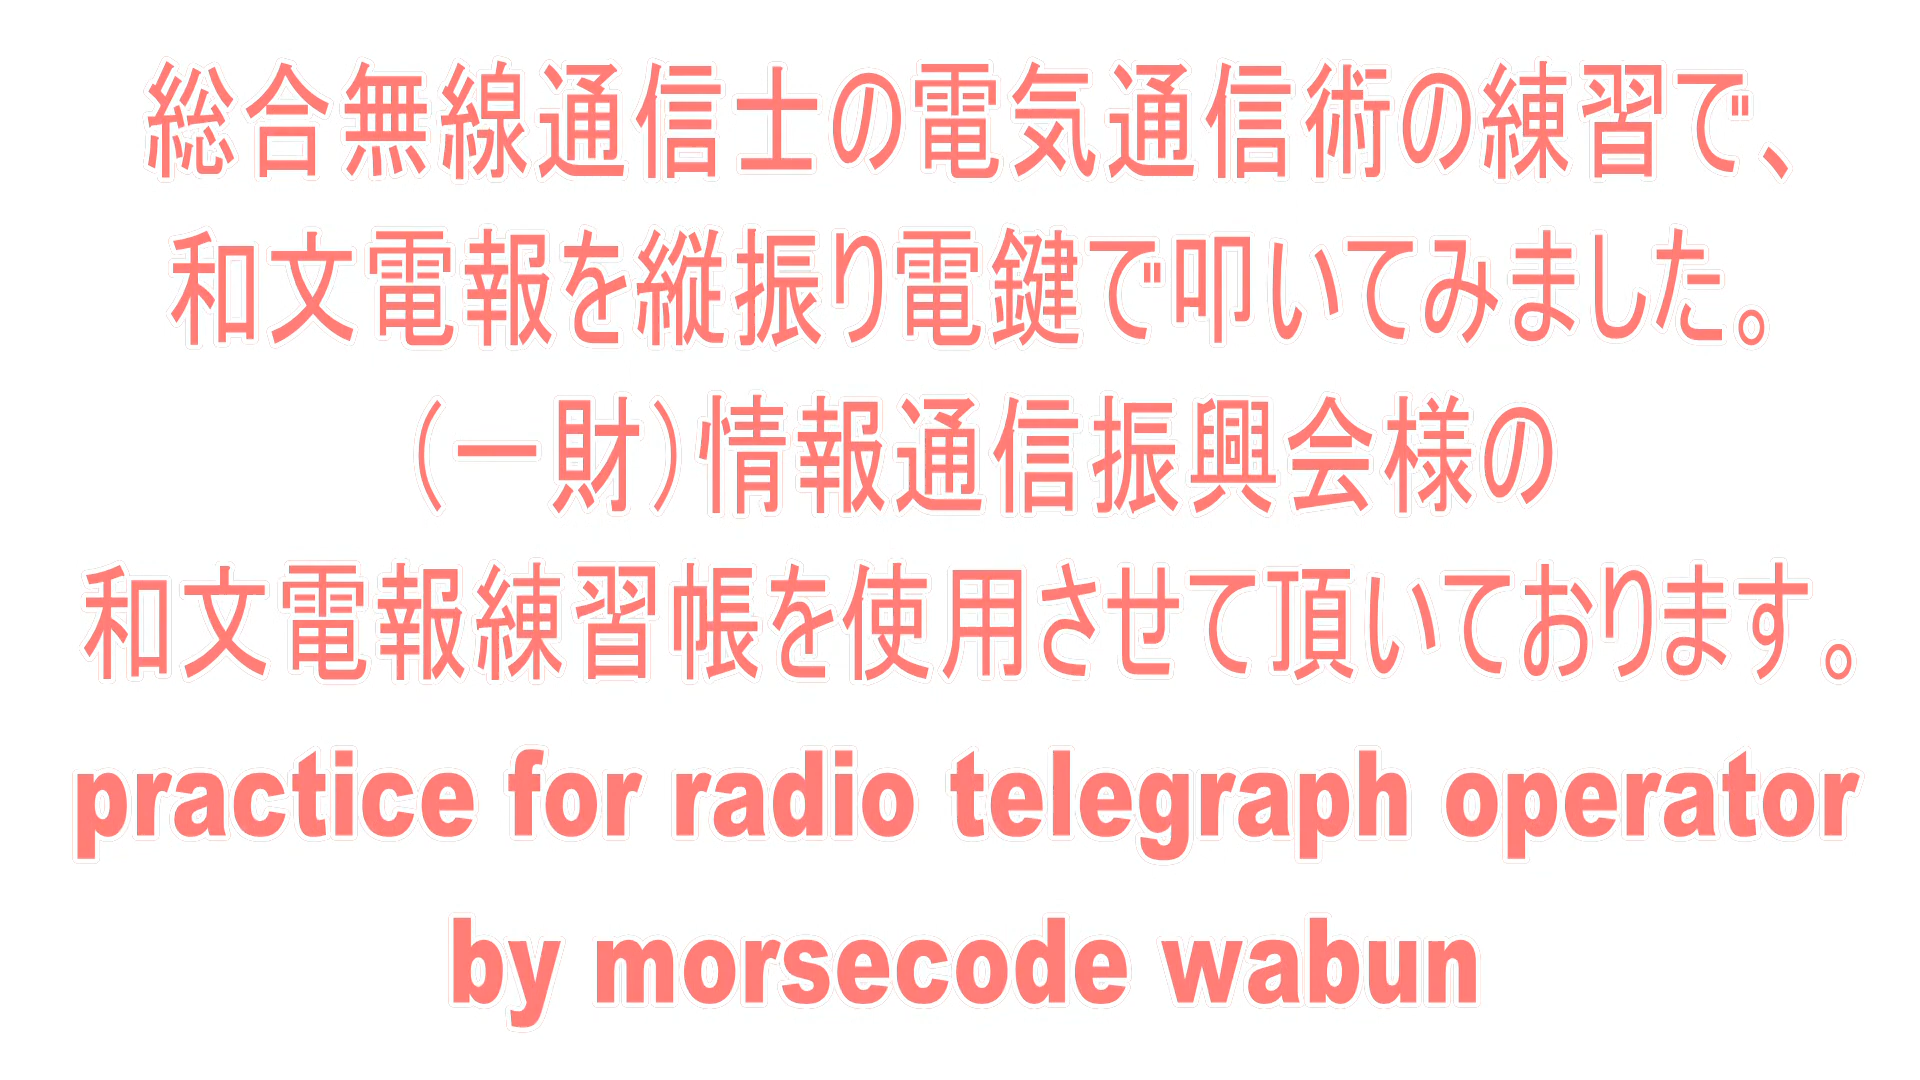 総合無線通信士の電気通信術の練習で、
和文電報を縦振り電鍵で叩いてみました。
（一財）情報通信振興会様の
和文電報練習帳を使用させて頂いております。
practice for radio telegraph operator
by morsecode wabun